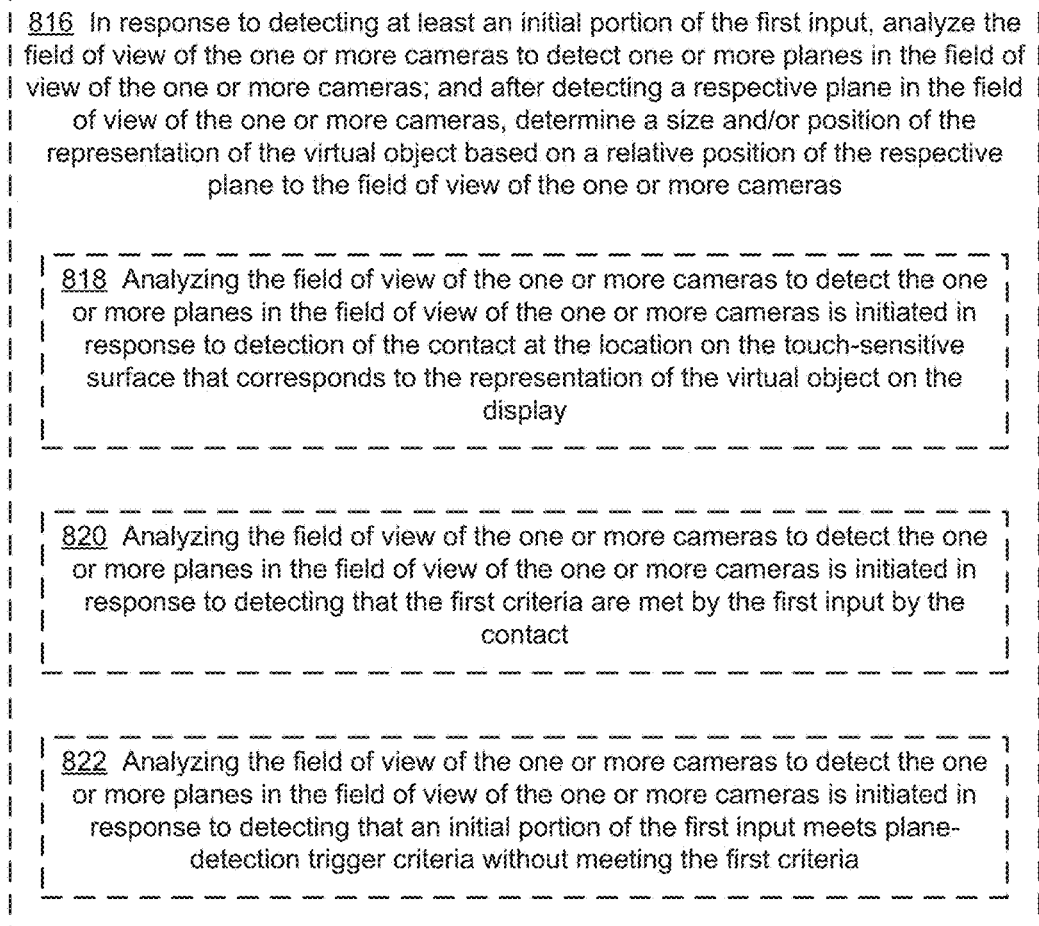 816 In response to detecting at least an initial portion of the first input, analyze the
field of view of the one or more cameras to detect one or more planes in the field of
view of the one or more cameras; and after detecting a respective plane in the field
of view of the one or more cameras, determine a size and/or position of the
representation of the virtual object based on a relative position of the respective
plane to the field of view of the one or more cameras
818 Analyzing the field of view of the one or more cameras to detect the one
or more planes in the field of view of the one or more cameras is initiated in
response to detection of the contact at the location on the touch-sensitive
surface that corresponds to the representation of the virtual object on the
display
820 Analyzing the field of view of the one or more cameras to detect the one
or more planes in the field of view of the one or more cameras is initiated in
response to detecting that the first criteria are met by the first input by the
contact
822 Analyzing the field of view of the one or more cameras to detect the one
or more planes in the field of view of the one or more cameras is initiated in
response to detecting that an initial portion of the first input meets plane-
detection trigger criteria without meeting the first criteria